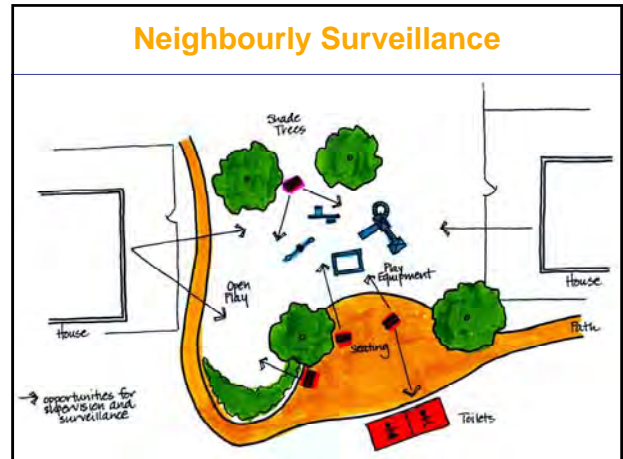 Neighbourly Surveillance
Shade
Trees
Open
Play
Play
Equipment
House
House
Path
Seating
Toilets
opportunities for
supervision and
surveillance